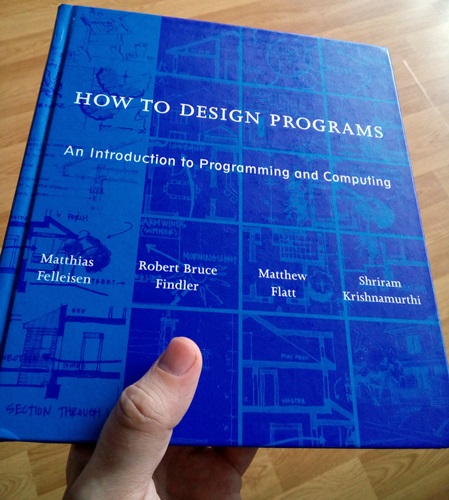 HOW TO DESIGN PROGRAMS
An Introduction to Programming and Computing
Matthias
Felleisen
Robert Bruce
Findler
Matthew
Flatt
Shriram
Krishnamurthi
SECTION THROUGH